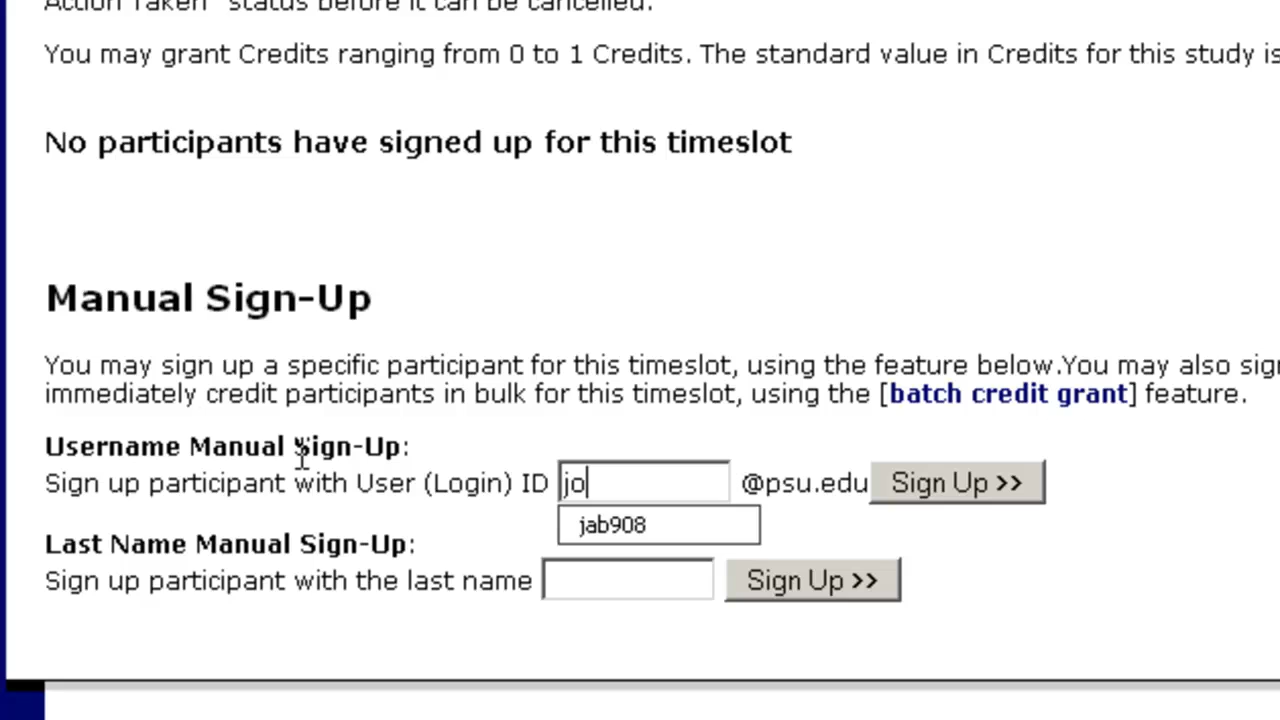 Action Taken" status before it can be cancelled.
You may grant Credits ranging from 0 to 1 Credits. The standard value in Credits for this study is
No participants have signed up for this timeslot
Manual Sign-Up
You may sign up a specific participant for this timeslot, using the feature below.You may also sign
immediately credit participants in bulk for this timeslot, using the [batch credit grant] feature.
Username Manual Sign-Up:
Sign up participant with User (Login) ID jo @psu.edu Sign Up >>
jab908
Last Name Manual Sign-Up:
Sign up participant with the last name Sign Up >>